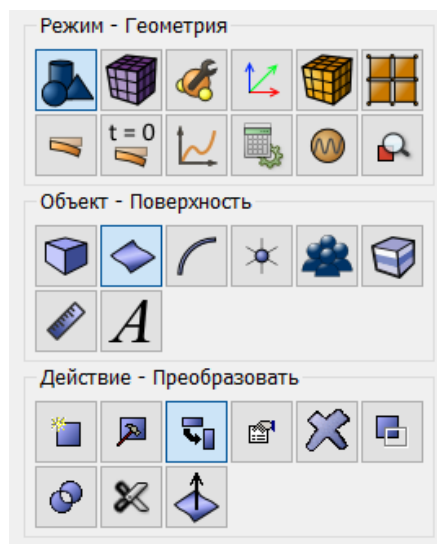 Режим - Геометрия
t = 0
Объект - Поверхность
A
Действие - Преобразовать